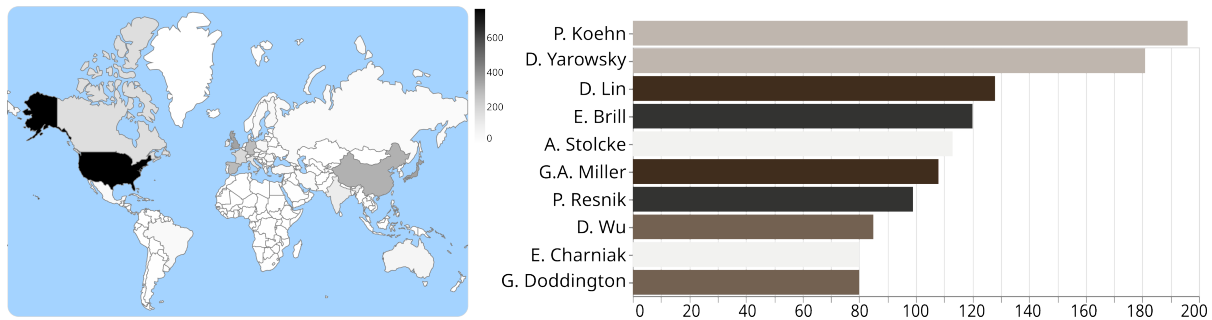 600
400
200
0
P. Koehn
D. Yarowsky
D. Lin
E. Brill
A. Stolcke
G.A. Miller
P. Resnik
D. Wu
E. Charniak
G. Doddington
0 20 40 60 80 100 120 140 160 180 200